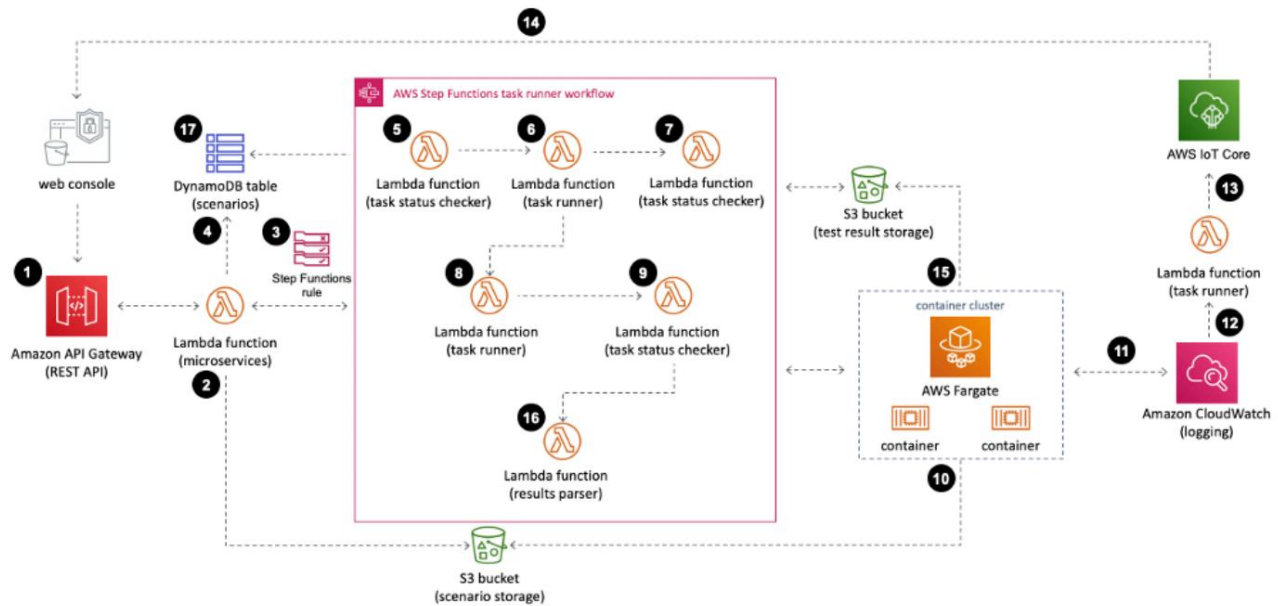 14
web console
17
DynamoDB table
(scenarios)
4
3
Step Functions
rule
1
Amazon API Gateway
(REST API)
Lambda function
(microservices)
2
AWS Step Functions task runner workflow
5
Lambda function
(task status checker)
6
Lambda function
(task runner)
7
Lambda function
(task status checker)
8
Lambda function
(task runner)
9
Lambda function
(task status checker)
16
Lambda function
(results parser)
S3 bucket
(scenario storage)
S3 bucket
(test result storage)
15
container cluster
AWS Fargate
container
container
10
11
AWS IoT Core
13
Lambda function
(task runner)
12
Amazon CloudWatch
(logging)